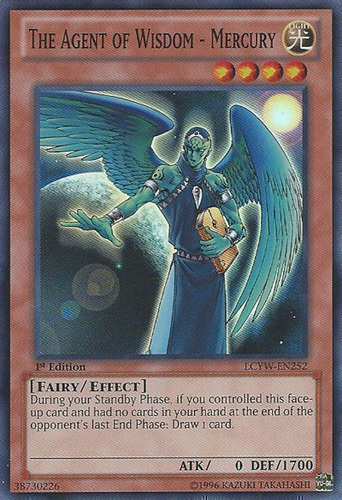 THE AGENT OF WISDOM - MERCURY
LIGHT
光
1st Edition
LCYW-EN252
[FAIRY/EFFECT]
During your Standby Phase, if you controlled this face-
up card and had no cards in your hand at the end of the
opponent's last End Phase: Draw 1 card.
ATK/ 0 DEF/1700
38730226
©1996 KAZUKI TAKAHASHI